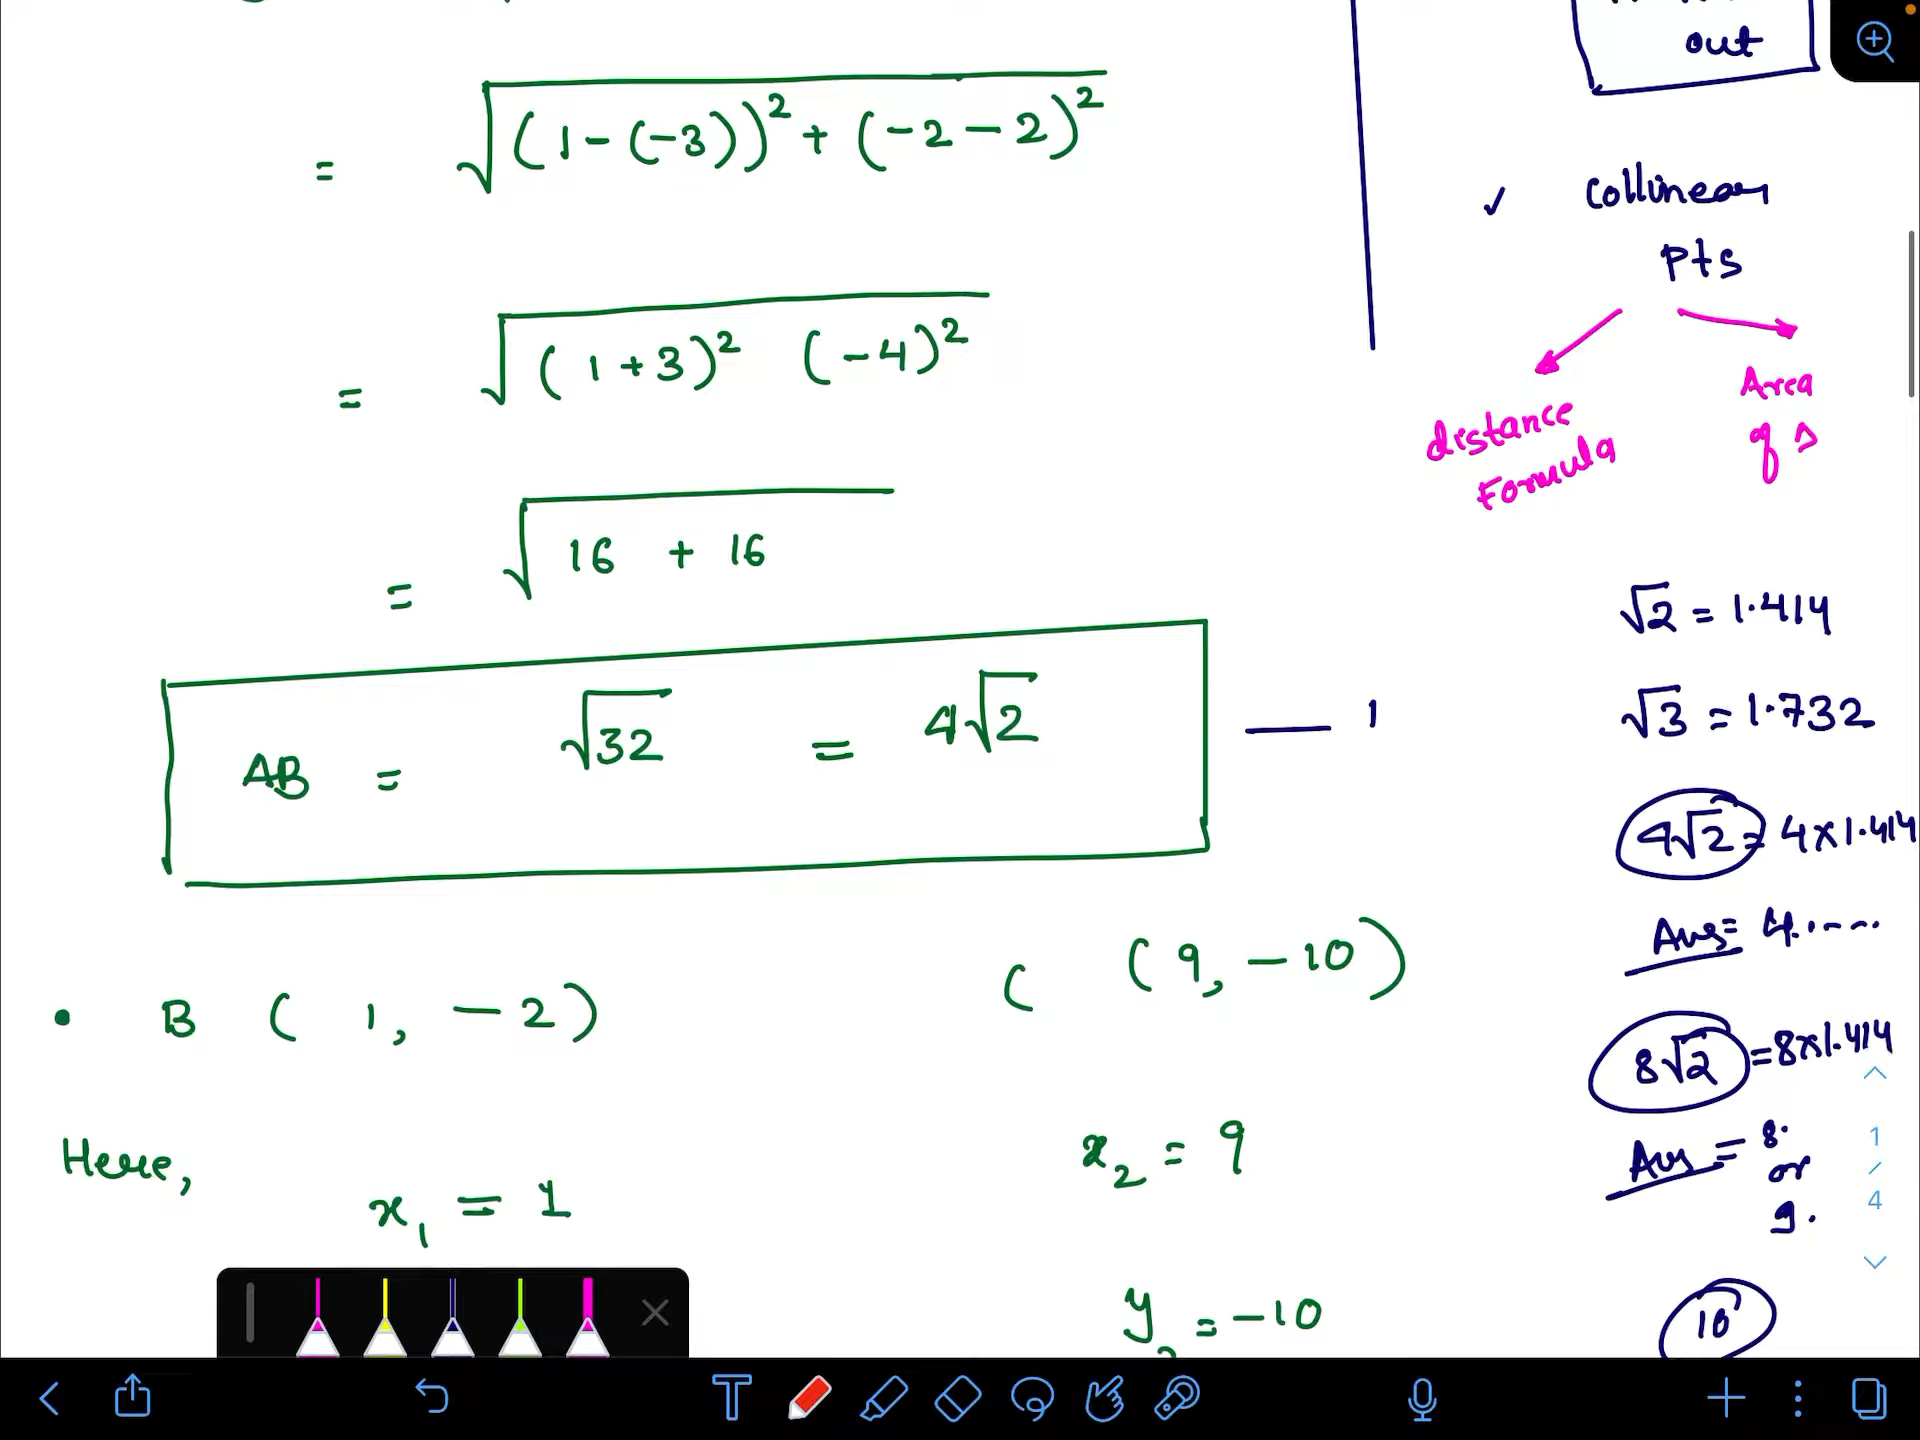 = √(1-(-3))² + (-2-2)²
= √(1+3)² (-4)²
= √16 + 16
AB = √32 = 4√2 — 1
• B ( 1, -2) ( (9, -10)
Here,
x₁ = 1
x₂ = 9
y = -10
out
✓ Collinear
Pts
distance
Formula
Area
of Δ
√2 = 1.414
√3 = 1.732
4√2 = 4×1.414
Ans= 4.----
8√2 = 8×1.414
Ans = 8.
or
9.
10
1
/
4
T